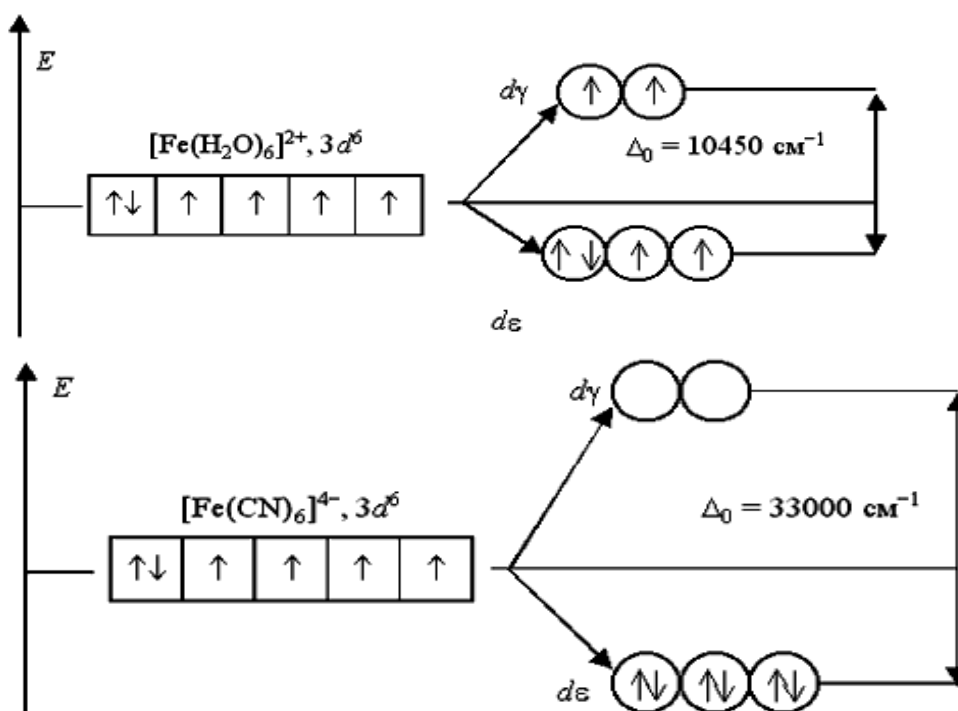 E
dγ
[Fe(H₂O)₆]²⁺, 3d⁶
Δ₀ = 10450 см⁻¹
↑↓ ↑ ↑ ↑ ↑
↑ ↑
↑↓ ↑ ↑
dε
E
dγ
[Fe(CN)₆]⁴⁻, 3d⁶
Δ₀ = 33000 см⁻¹
↑↓ ↑ ↑ ↑ ↑
dε
↑↓ ↑↓ ↑↓